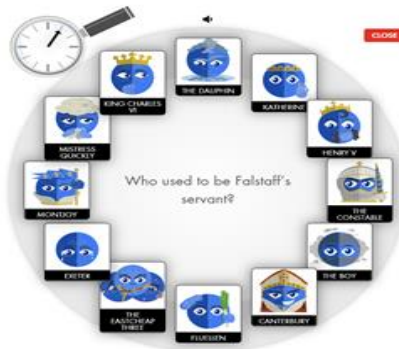 CLOSE
THE DAUPHIN
KATHERINE
HENRY V
THE CONSTABLE
THE BOY
CANTERBURY
FLUELLEN
THE EASTCHEAP THREE
EXETER
MONTJOY
MISTRESS QUICKLY
KING CHARLES VI
Who used to be Falstaff's
servant?